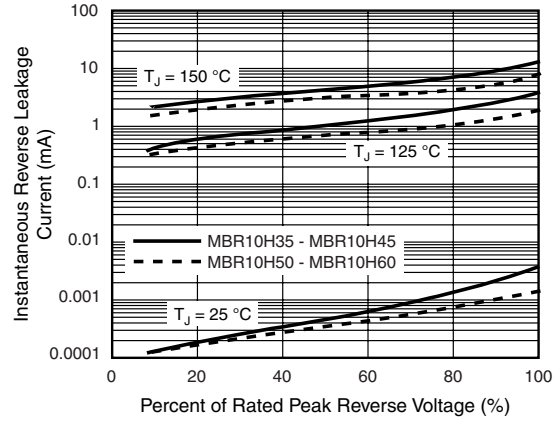 Instantaneous Reverse Leakage
Current (mA)
100
10
1
0.1
0.01
0.001
0.0001
TJ = 150 °C
TJ = 125 °C
MBR10H35 - MBR10H45
MBR10H50 - MBR10H60
TJ = 25 °C
0 20 40 60 80 100
Percent of Rated Peak Reverse Voltage (%)